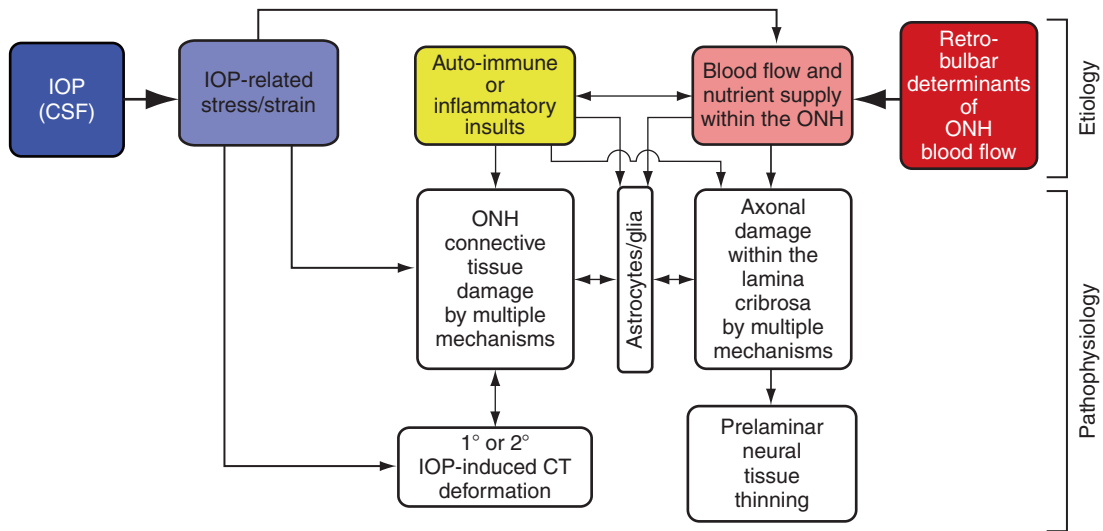 IOP
(CSF)
IOP-related
stress/strain
Auto-immune
or
inflammatory
insults
Blood flow and
nutrient supply
within the ONH
Retro-
bulbar
determinants
of
ONH
blood flow
Etiology
ONH
connective
tissue
damage
by multiple
mechanisms
Astrocytes/glia
Axonal
damage
within the
lamina
cribrosa
by multiple
mechanisms
Pathophysiology
1° or 2°
IOP-induced CT
deformation
Prelaminar
neural
tissue
thinning